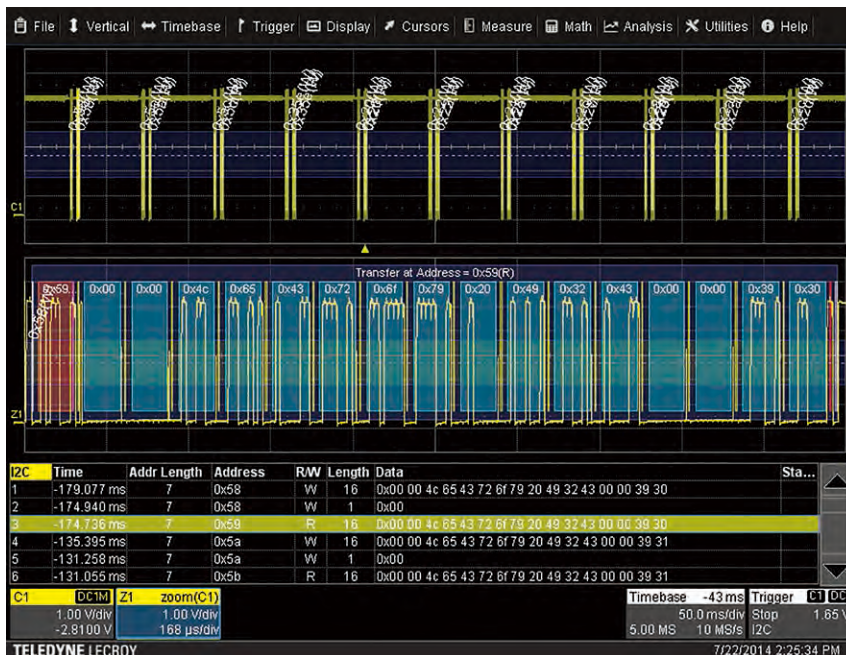 File Vertical Timebase Trigger Display Cursors Measure Math Analysis Utilities Help
C1
Transfer at Address = 0x59(R)
0x59... 0x00 0x00 0x4c 0x65 0x43 0x72 0x6f 0x79 0x20 0x49 0x32 0x43 0x00 0x00 0x39 0x30
Z1
I2C Time Addr Length Address R/W Length Data Sta...
1 -179.077 ms 7 0x58 W 16 0x00 00 4c 65 43 72 6f 79 20 49 32 43 00 00 39 30
2 -174.940 ms 7 0x58 W 1 0x00
3 -174.736 ms 7 0x59 R 16 0x00 00 4c 65 43 72 6f 79 20 49 32 43 00 00 39 30
4 -135.395 ms 7 0x5a W 16 0x00 00 4c 65 43 72 6f 79 20 49 32 43 00 00 39 31
5 -131.258 ms 7 0x5a W 1 0x00
6 -131.055 ms 7 0x5b R 16 0x00 00 4c 65 43 72 6f 79 20 49 32 43 00 00 39 31
C1 DC1M Z1 zoom(C1) Timebase -43 ms Trigger C1 DC
1.00 V/div 1.00 V/div 50.0 ms/div Stop 1.65 V
-2.8100 V 168 µs/div 5.00 MS 10 MS/s I2C
TELEDYNE LECROY 7/22/2014 2:25:34 PM